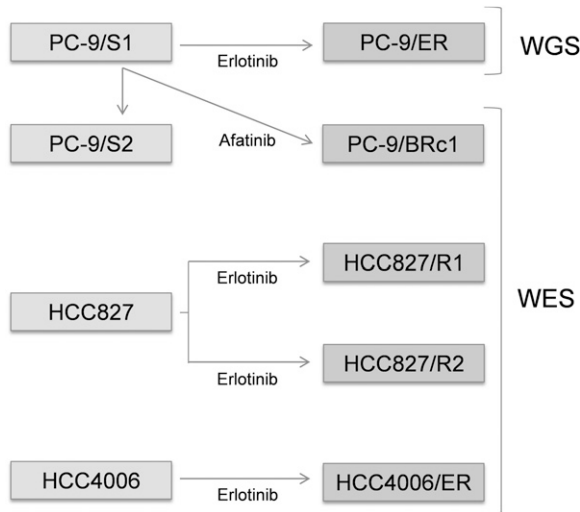 PC-9/S1
Erlotinib
PC-9/ER
WGS
PC-9/S2
Afatinib
PC-9/BRc1
HCC827
Erlotinib
HCC827/R1
Erlotinib
HCC827/R2
WES
HCC4006
Erlotinib
HCC4006/ER